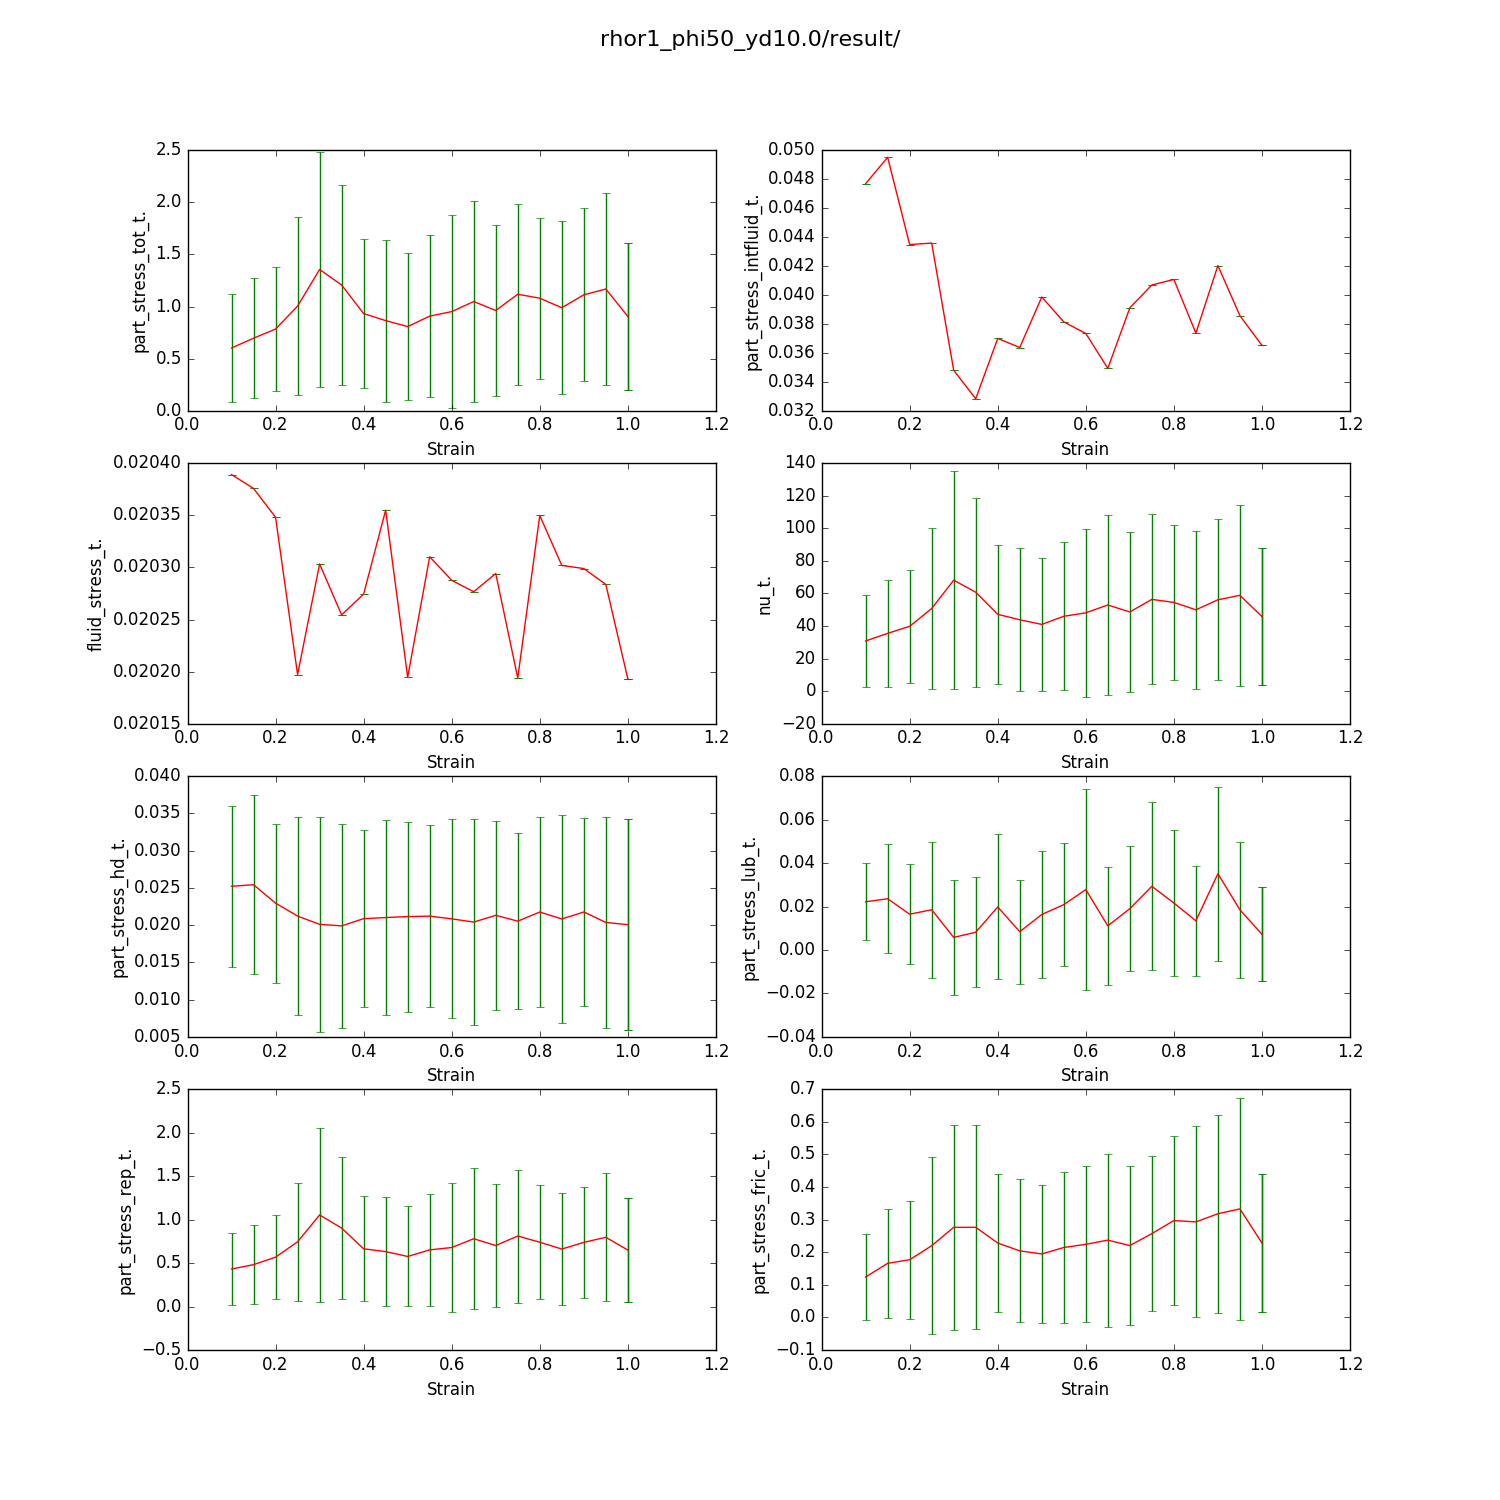 rhor1_phi50_yd10.0/result/
2.5
2.0
1.5
1.0
0.5
0.0
part_stress_tot_t.
0.0 0.2 0.4 0.6 0.8 1.0 1.2
Strain
0.050
0.048
0.046
0.044
0.042
0.040
0.038
0.036
0.034
0.032
part_stress_intfluid_t.
0.0 0.2 0.4 0.6 0.8 1.0 1.2
Strain
0.02040
0.02035
0.02030
0.02025
0.02020
0.02015
fluid_stress_t.
0.0 0.2 0.4 0.6 0.8 1.0 1.2
Strain
140
120
100
80
60
40
20
0
−20
nu_t.
0.0 0.2 0.4 0.6 0.8 1.0 1.2
Strain
0.040
0.035
0.030
0.025
0.020
0.015
0.010
0.005
part_stress_hd_t.
0.0 0.2 0.4 0.6 0.8 1.0 1.2
Strain
0.08
0.06
0.04
0.02
0.00
−0.02
−0.04
part_stress_lub_t.
0.0 0.2 0.4 0.6 0.8 1.0 1.2
Strain
2.5
2.0
1.5
1.0
0.5
0.0
−0.5
part_stress_rep_t.
0.0 0.2 0.4 0.6 0.8 1.0 1.2
Strain
0.7
0.6
0.5
0.4
0.3
0.2
0.1
0.0
−0.1
part_stress_fric_t.
0.0 0.2 0.4 0.6 0.8 1.0 1.2
Strain